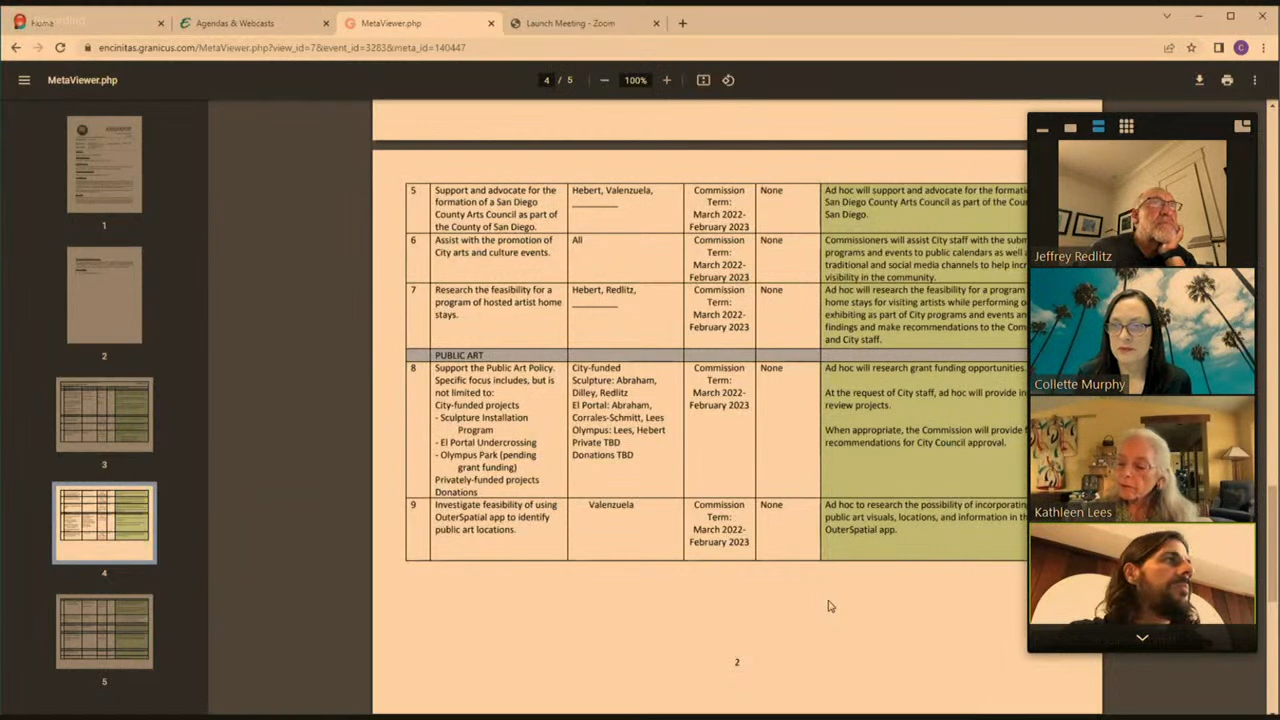 Agendas & Webcasts
MetaViewer.php
Launch Meeting - Zoom
encinitas.granicus.com/MetaViewer.php?view_id=7&event_id=3283&meta_id=140447
C
MetaViewer.php
4 / 5
100%
1
2
3
4
5
5
Support and advocate for the
formation of a San Diego
County Arts Council as part of
the County of San Diego.
Hebert, Valenzuela,
Commission
Term:
March 2022-
February 2023
None
Ad hoc will support and advocate for the
San Diego County Arts Council as part of the
San Diego.
6
Assist with the promotion of
City arts and culture events.
All
Commission
Term:
March 2022-
February 2023
None
Commissioners will assist City staff with the
programs and events to public calendars as
traditional and social media channels to help
visibility in the community.
7
Research the feasibility for a
program of hosted artist home
stays.
Hebert, Redlitz,
Commission
Term:
March 2022-
February 2023
None
Ad hoc will research the feasibility for a program
home stays for visiting artists while performing
exhibiting as part of City programs and events
findings and make recommendations to the
and City staff.
PUBLIC ART
8
Support the Public Art Policy.
Specific focus includes, but is
not limited to:
City-funded projects
- Sculpture Installation
Program
- El Portal Undercrossing
- Olympus Park (pending
grant funding)
Privately-funded projects
Donations
City-funded
Sculpture: Abraham,
Dilley, Redlitz
El Portal: Abraham,
Corrales-Schmitt, Lees
Olympus: Lees, Hebert
Private TBD
Donations TBD
Commission
Term:
March 2022-
February 2023
None
Ad hoc will research grant funding opportunities.
At the request of City staff, ad hoc will provide
review projects.
When appropriate, the Commission will provide
recommendations for City Council approval.
9
Investigate feasibility of using
OuterSpatial app to identify
public art locations.
Valenzuela
Commission
Term:
March 2022-
February 2023
None
Ad hoc to research the possibility of
public art visuals, locations, and information in
OuterSpatial app.
2
Jeffrey Redlitz
Collette Murphy
Kathleen Lees